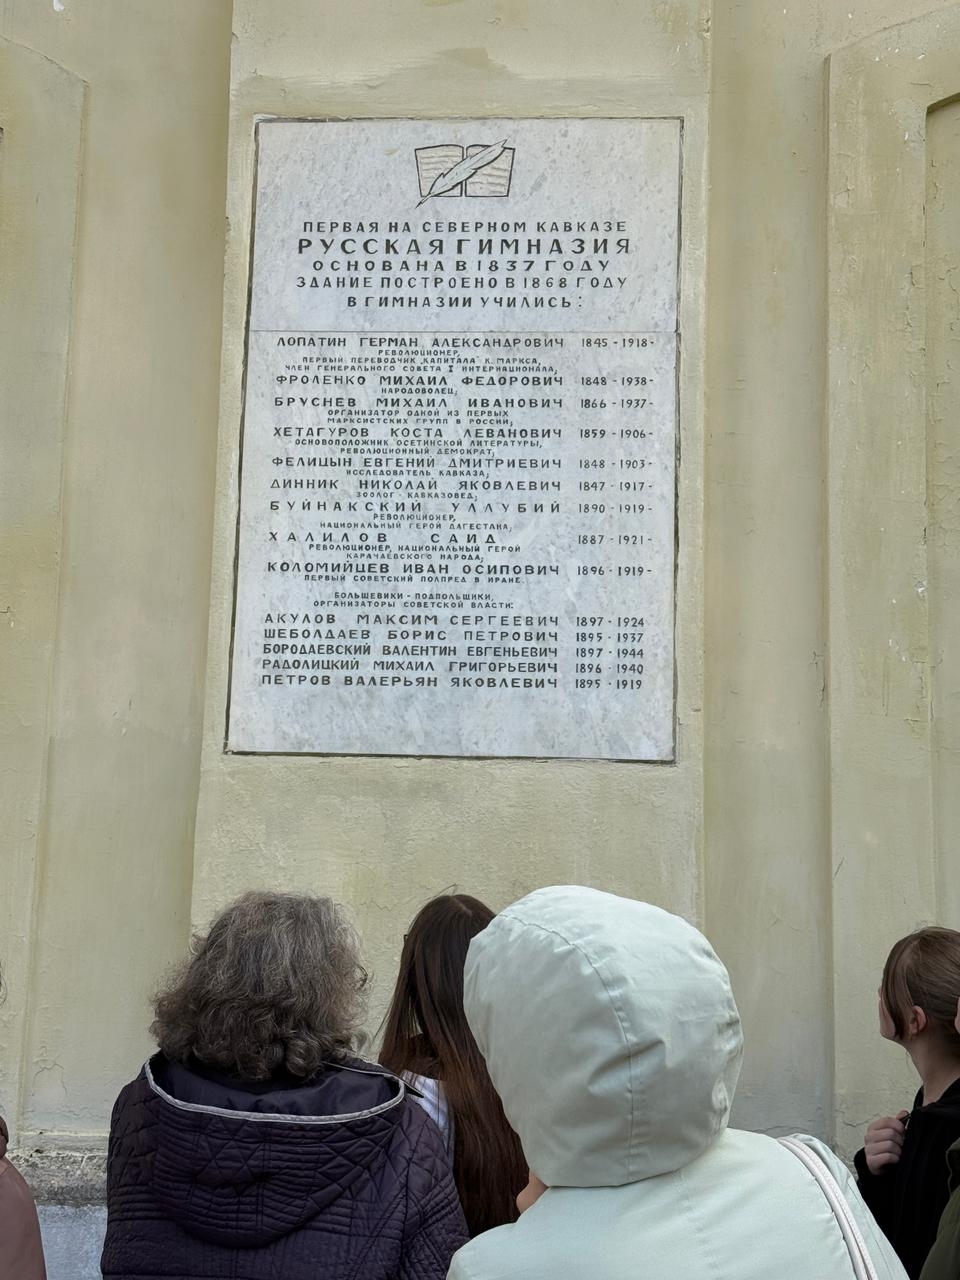 ПЕРВАЯ НА СЕВЕРНОМ КАВКАЗЕ
РУССКАЯ ГИМНАЗИЯ
ОСНОВАНА В 1837 ГОДУ
ЗДАНИЕ ПОСТРОЕНО В 1868 ГОДУ
В ГИМНАЗИИ УЧИЛИСЬ:
ЛОПАТИН ГЕРМАН АЛЕКСАНДРОВИЧ 1845-1918-
РЕВОЛЮЦИОНЕР,
ПЕРВЫЙ ПЕРЕВОДЧИК „КАПИТАЛА" К. МАРКСА,
ЧЛЕН ГЕНЕРАЛЬНОГО СОВЕТА I ИНТЕРНАЦИОНАЛА;
ФРОЛЕНКО МИХАИЛ ФЕДОРОВИЧ 1848-1938-
НАРОДОВОЛЕЦ;
БРУСНЕВ МИХАИЛ ИВАНОВИЧ 1866-1937-
ОРГАНИЗАТОР ОДНОЙ ИЗ ПЕРВЫХ
МАРКСИСТСКИХ ГРУПП В РОССИИ;
ХЕТАГУРОВ КОСТА ЛЕВАНОВИЧ 1859-1906-
ОСНОВОПОЛОЖНИК ОСЕТИНСКОЙ ЛИТЕРАТУРЫ,
РЕВОЛЮЦИОННЫЙ ДЕМОКРАТ;
ФЕЛИЦЫН ЕВГЕНИЙ ДМИТРИЕВИЧ 1848-1903-
ИССЛЕДОВАТЕЛЬ КАВКАЗА;
ДИННИК НИКОЛАЙ ЯКОВЛЕВИЧ 1847-1917-
ЗООЛОГ-КАВКАЗОВЕД;
БУЙНАКСКИЙ УЛЛУБИЙ 1890-1919-
РЕВОЛЮЦИОНЕР,
НАЦИОНАЛЬНЫЙ ГЕРОЙ ДАГЕСТАНА;
ХАЛИЛОВ САИД 1887-1921-
РЕВОЛЮЦИОНЕР, НАЦИОНАЛЬНЫЙ ГЕРОЙ
КАРАЧАЕВСКОГО НАРОДА;
КОЛОМИЙЦЕВ ИВАН ОСИПОВИЧ 1896-1919-
ПЕРВЫЙ СОВЕТСКИЙ ПОЛПРЕД В ИРАНЕ.
БОЛЬШЕВИКИ-ПОДПОЛЬЩИКИ,
ОРГАНИЗАТОРЫ СОВЕТСКОЙ ВЛАСТИ:
АКУЛОВ МАКСИМ СЕРГЕЕВИЧ 1897-1924
ШЕБОЛДАЕВ БОРИС ПЕТРОВИЧ 1895-1937
БОРОДАЕВСКИЙ ВАЛЕНТИН ЕВГЕНЬЕВИЧ 1897-1944
РАДОЛИЦКИЙ МИХАИЛ ГРИГОРЬЕВИЧ 1896-1940
ПЕТРОВ ВАЛЕРЬЯН ЯКОВЛЕВИЧ 1895-1919